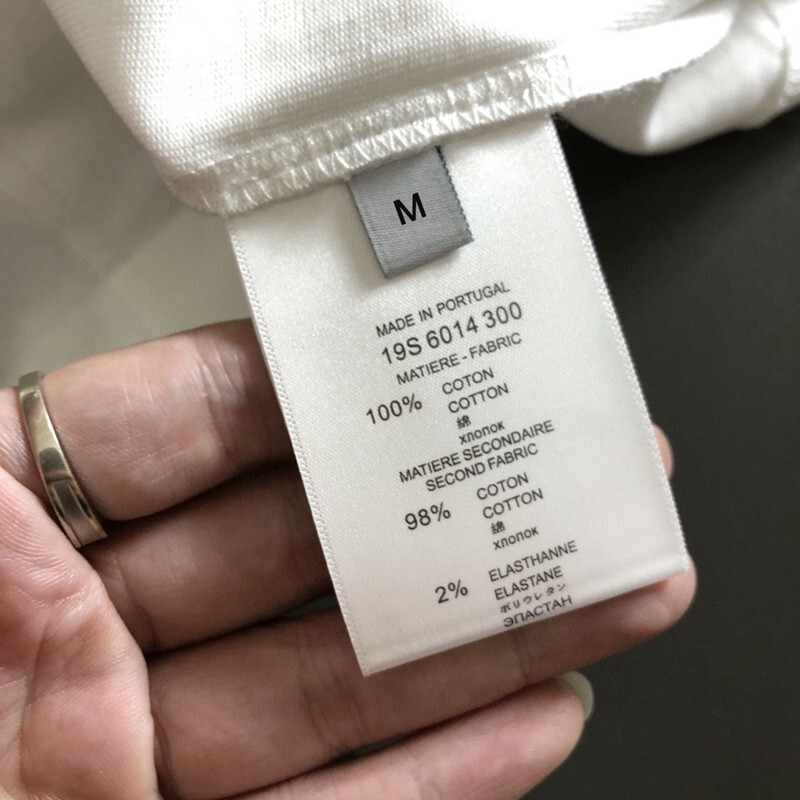 M
MADE IN PORTUGAL
19S 6014 300
MATIERE - FABRIC
100% COTON
COTTON
綿
хлопок
MATIERE SECONDAIRE
SECOND FABRIC
98% COTON
COTTON
綿
хлопок
2% ELASTHANNE
ELASTANE
ポリウレタン
ЭЛАСТАН